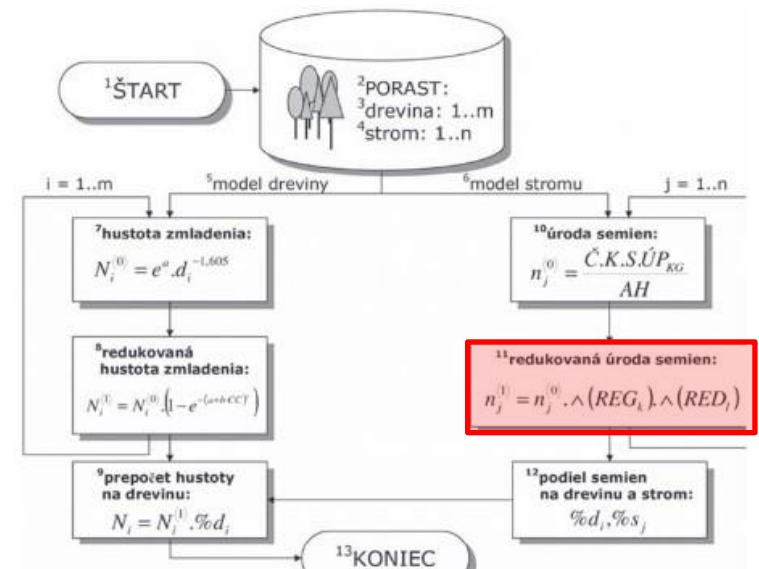 ¹ŠTART
²PORAST:
³drevina: 1..m
⁴strom: 1..n
i = 1..m
⁵model dreviny
⁶model stromu
j = 1..n
⁷hustota zmladenia:
N_i^(0) = e^a.d_i^-1,605
¹⁰úroda semien:
n_j^(0) = Č.K.S.ÚP_KG / AH
⁸redukovaná
hustota zmladenia:
N_i^(1) = N_i^(0).(1−e^−(a+b·CC)^c)
¹¹redukovaná úroda semien:
n_j^(1) = n_j^(0).∧(REG_k).∧(RED_l)
⁹prepočet hustoty
na drevinu:
N_i = N_i^(1).%d_i
¹²podiel semien
na drevinu a strom:
%d_i,%s_j
¹³KONIEC